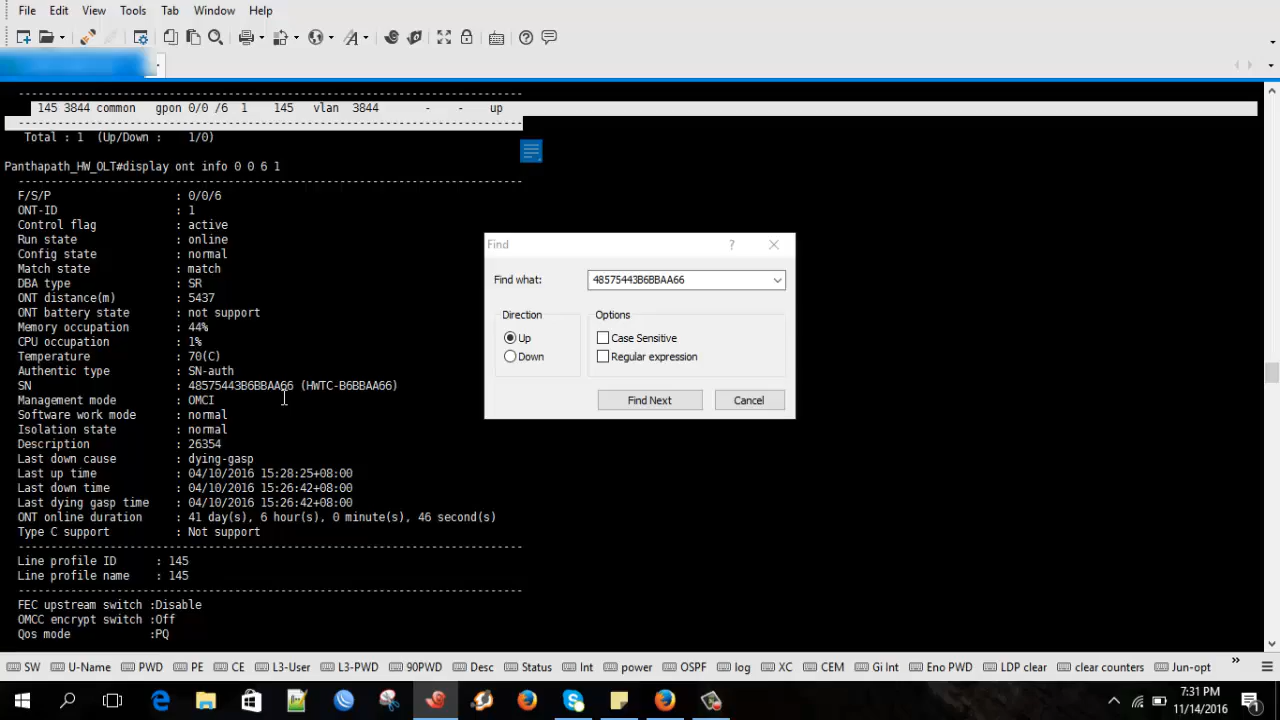 File Edit View Tools Tab Window Help
--------------------------------------------------------------------------
145 3844 common gpon 0/0 /6 1 145 vlan 3844 - - up
--------------------------------------------------------------------------
Total : 1 (Up/Down : 1/0)
Panthapath_HW_OLT#display ont info 0 0 6 1
--------------------------------------------------------------------------
F/S/P : 0/0/6
ONT-ID : 1
Control flag : active
Run state : online
Config state : normal
Match state : match
DBA type : SR
ONT distance(m) : 5437
ONT battery state : not support
Memory occupation : 44%
CPU occupation : 1%
Temperature : 70(C)
Authentic type : SN-auth
SN : 48575443B6BBAA66 (HWTC-B6BBAA66)
Management mode : OMCI
Software work mode : normal
Isolation state : normal
Description : 26354
Last down cause : dying-gasp
Last up time : 04/10/2016 15:28:25+08:00
Last down time : 04/10/2016 15:26:42+08:00
Last dying gasp time : 04/10/2016 15:26:42+08:00
ONT online duration : 41 day(s), 6 hour(s), 0 minute(s), 46 second(s)
Type C support : Not support
--------------------------------------------------------------------------
Line profile ID : 145
Line profile name : 145
--------------------------------------------------------------------------
FEC upstream switch :Disable
OMCC encrypt switch :Off
Qos mode :PQ
Find ?
Find what: 48575443B6BBAA66
Direction Options
Up Case Sensitive
Down Regular expression
Find Next Cancel
SW U-Name PWD PE CE L3-User L3-PWD 90PWD Desc Status Int power OSPF log XC CEM Gi Int Eno PWD LDP clear clear counters Jun-opt
7:31 PM
11/14/2016